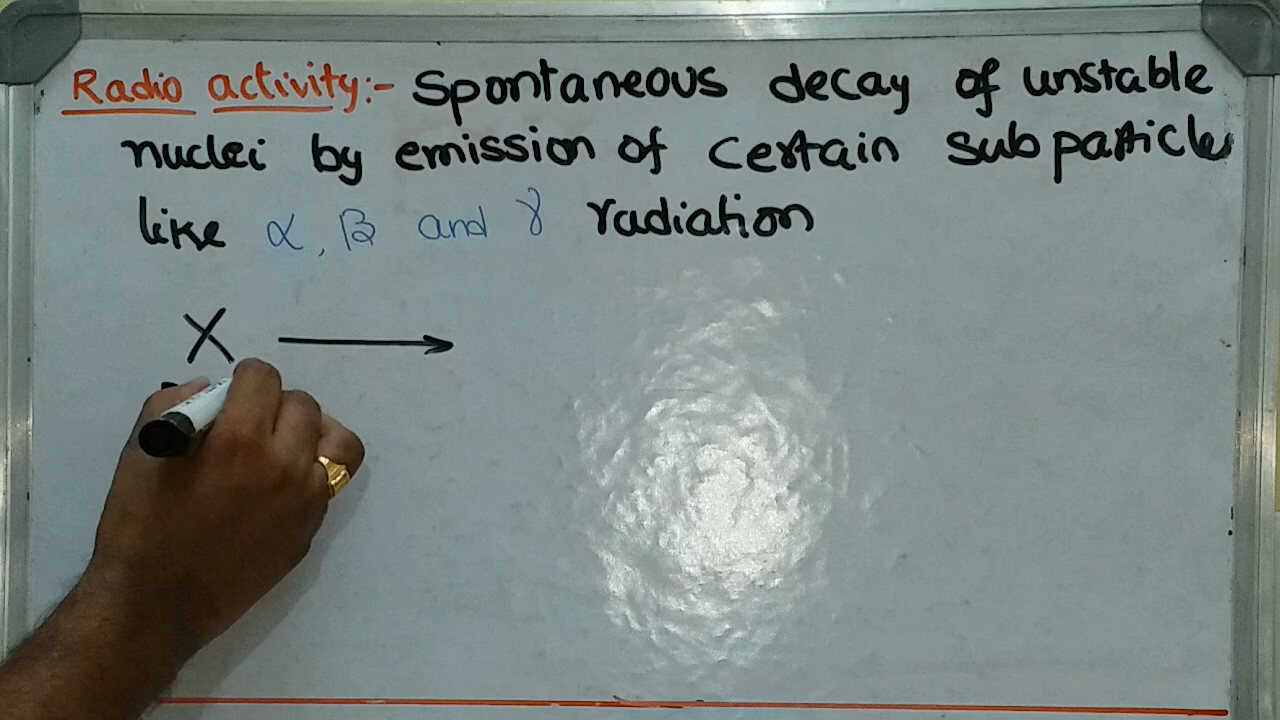 Radio activity:- Spontaneous decay of unstable
nuclei by emission of certain subparticles
like α, β and γ radiation
X ⟶